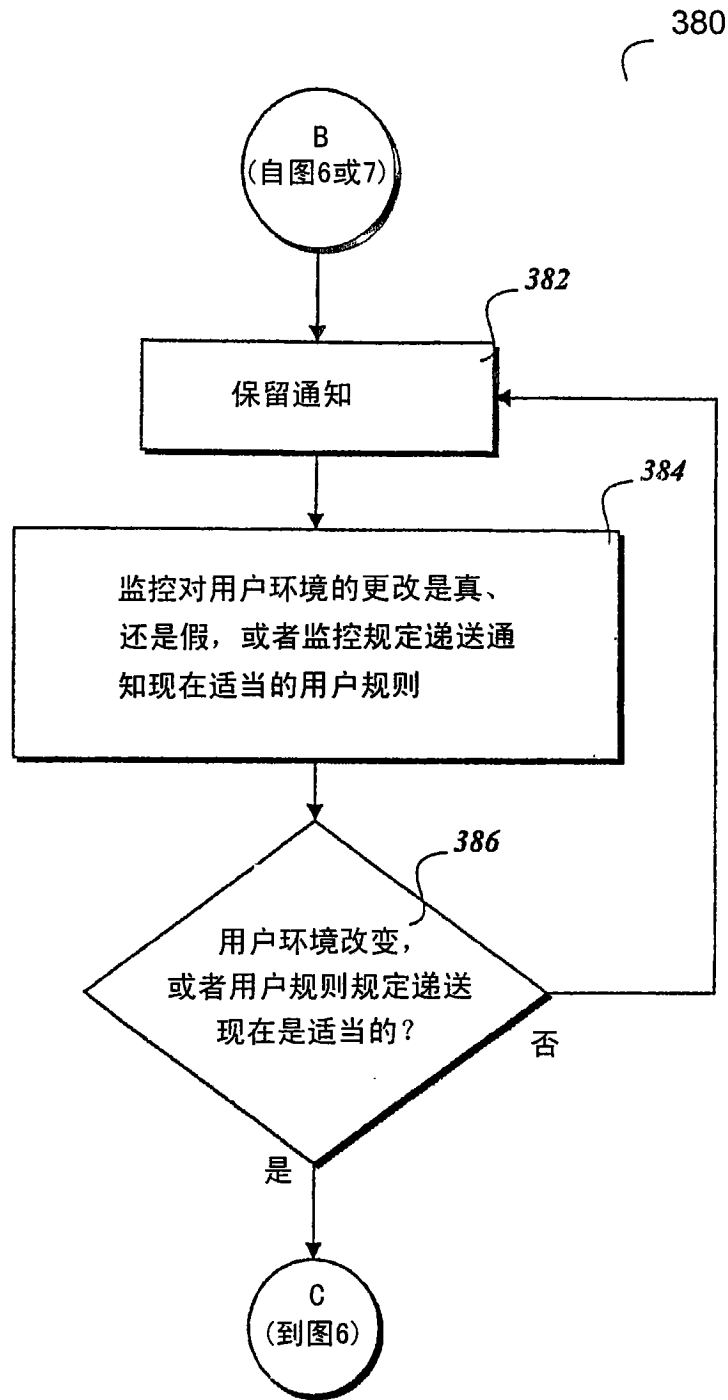 380
B
(自图6或7)
382
保留通知
384
监控对用户环境的更改是真、
还是假，或者监控规定递送通
知现在适当的用户规则
386
用户环境改变，
或者用户规则规定递送
现在是适当的？
否
是
C
(到图6)